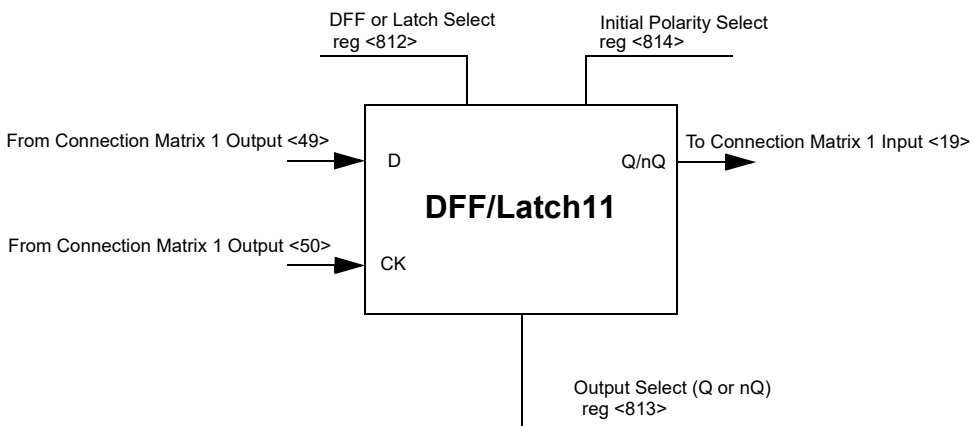 DFF or Latch Select
reg <812>
Initial Polarity Select
reg <814>
From Connection Matrix 1 Output <49>
To Connection Matrix 1 Input <19>
D
Q/nQ
DFF/Latch11
From Connection Matrix 1 Output <50>
CK
Output Select (Q or nQ)
reg <813>